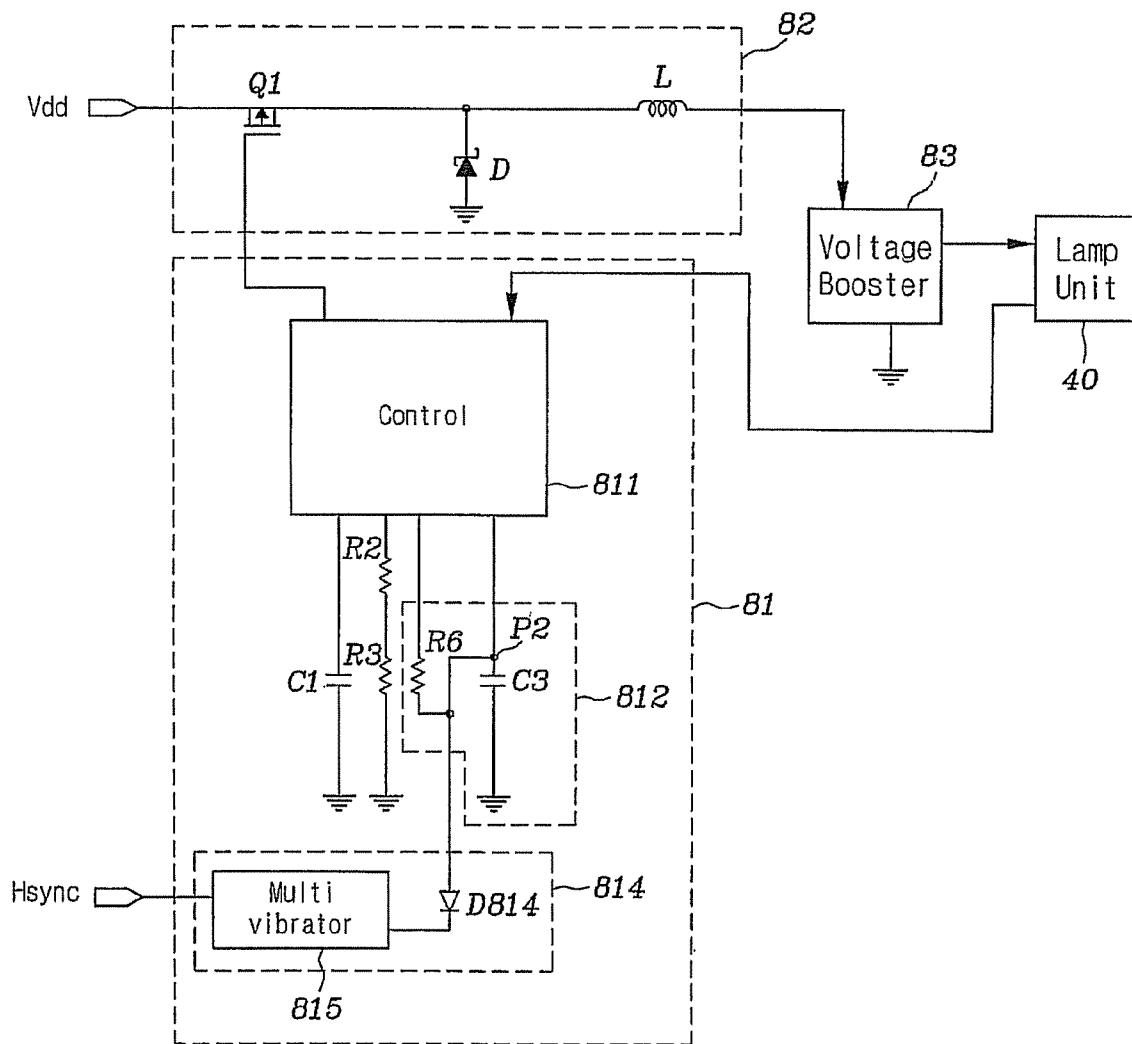 82
Q1
L
Vdd
D
83
Voltage
Booster
Lamp
Unit
40
Control
811
R2
P2
81
R6
R3
C1
C3
812
Hsync
Multi
vibrator
D814
814
815